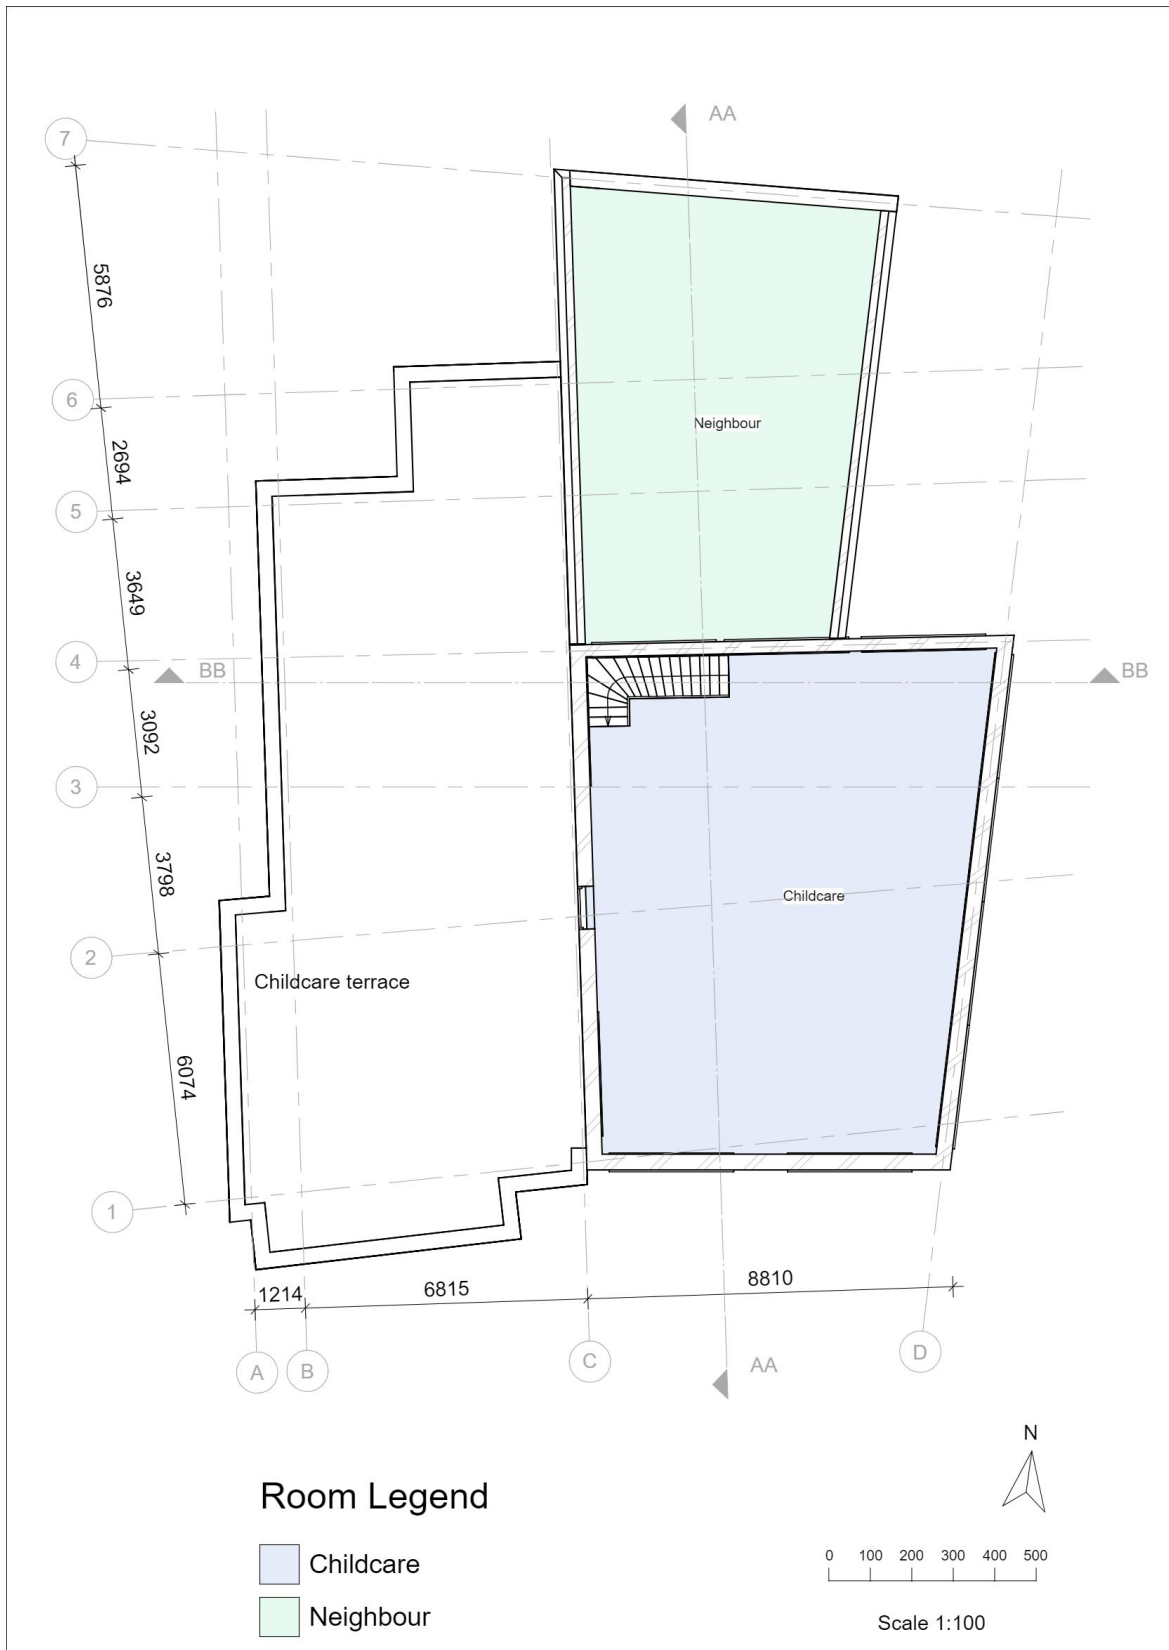 AA
7
5876
Neighbour
6
2694
5
3649
4
BB
BB
3092
3
3798
Childcare
2
Childcare terrace
6074
1
1214
6815
8810
A
B
C
D
AA
N
Room Legend
Childcare
Neighbour
0 100 200 300 400 500
Scale 1:100